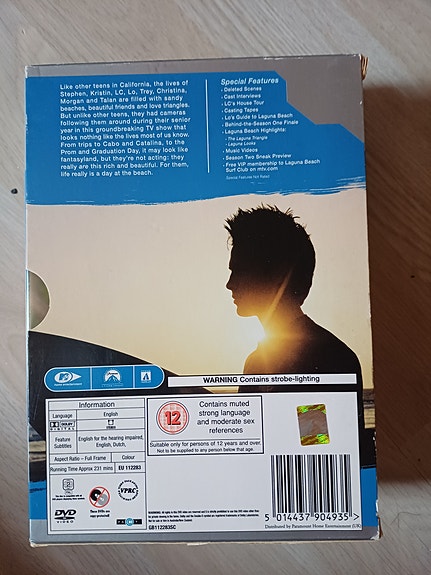 Like other teens in California, the lives of
Stephen, Kristin, LC, Lo, Trey, Christina,
Morgan and Talan are filled with sandy
beaches, beautiful friends and love triangles.
But unlike other teens, they had cameras
following them around during their senior
year in this groundbreaking TV show that
looks nothing like the lives most of us know.
From trips to Cabo and Catalina, to the
Prom and Graduation Day, it may look like
fantasyland, but they're not acting: they
really are this rich and beautiful. For them,
life really is a day at the beach.
Special Features
• Deleted Scenes
• Cast Interviews
• LC's House Tour
• Casting Tapes
• Lo's Guide to Laguna Beach
• Behind-the-Season One Finale
• Laguna Beach Highlights:
- The Laguna Triangle
- Laguna Looks
• Music Videos
• Season Two Sneak Preview
• Free VIP membership to Laguna Beach
Surf Club on mtv.com
Special Features Not Rated
WARNING Contains strobe-lighting
Information
Language English
DOLBY
DIGITAL
Feature
Subtitles
English for the hearing impaired,
English, Dutch,
Aspect Ratio – Full Frame Colour
Running Time Approx 231 mins EU 112283
12
Contains muted
strong language
and moderate sex
references
Suitable only for persons of 12 years and over.
Not to be supplied to any person below that age.
2
VPRC
DVD
VIDEO
GB112283SC
5 014437 904935
Distributed by Paramount Home Entertainment (UK)